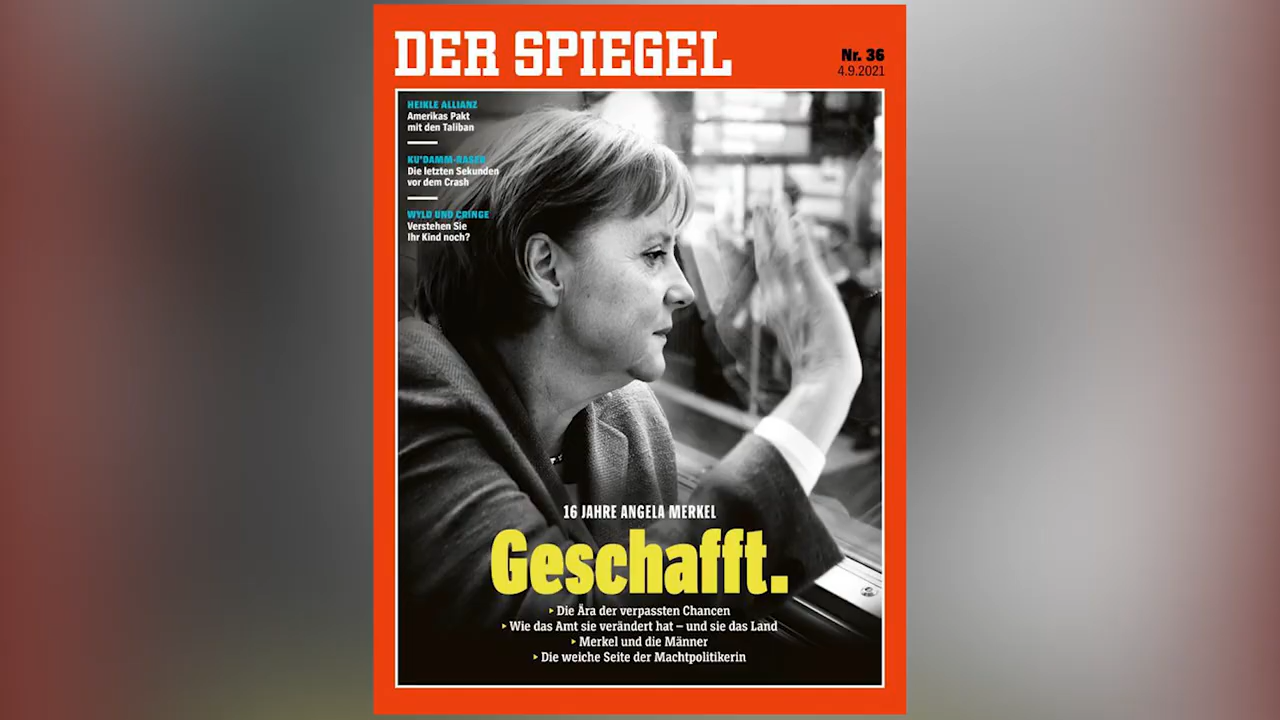 DER SPIEGEL
Nr. 36
4.9.2021
HEIKLE ALLIANZ
Amerikas Pakt
mit den Taliban
KU'DAMM-RASER
Die letzten Sekunden
vor dem Crash
WYLD UND CRINGE
Verstehen Sie
Ihr Kind noch?
16 JAHRE ANGELA MERKEL
Geschafft.
▸ Die Ära der verpassten Chancen
▸ Wie das Amt sie verändert hat – und sie das Land
▸ Merkel und die Männer
▸ Die weiche Seite der Machtpolitikerin